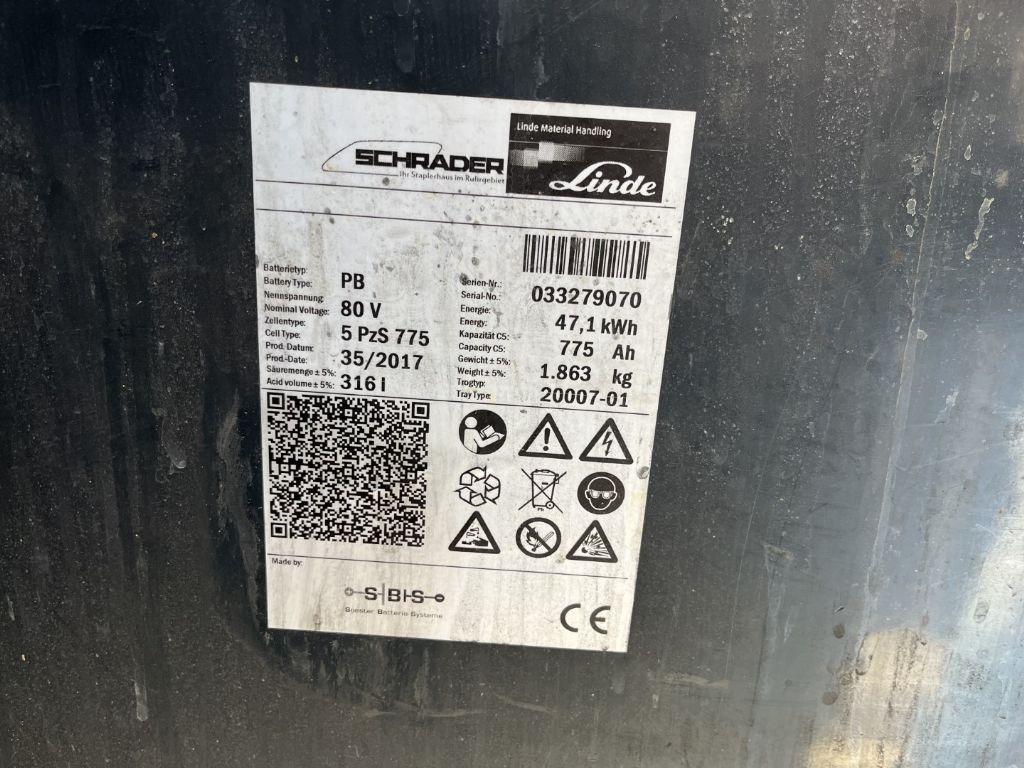 Linde Material Handling
SCHRADER
Ihr Staplerhaus im Ruhrgebiet
Linde
Batterietyp:
Battery Type: PB
Nennspannung:
Nominal Voltage: 80 V
Zellentype:
Cell Type: 5 PzS 775
Prod. Datum:
Prod.-Date: 35/2017
Säuremenge ± 5%:
Acid volume ± 5%: 316 l
Serien-Nr.:
Serial-No.: 033279070
Energie:
Energy: 47,1 kWh
Kapazität C5:
Capacity C5: 775 Ah
Gewicht ± 5%:
Weight ± 5%: 1.863 kg
Trogtyp:
Tray Type: 20007-01
Pb
Made by:
S BI S
Soester Batterie Systeme
CE